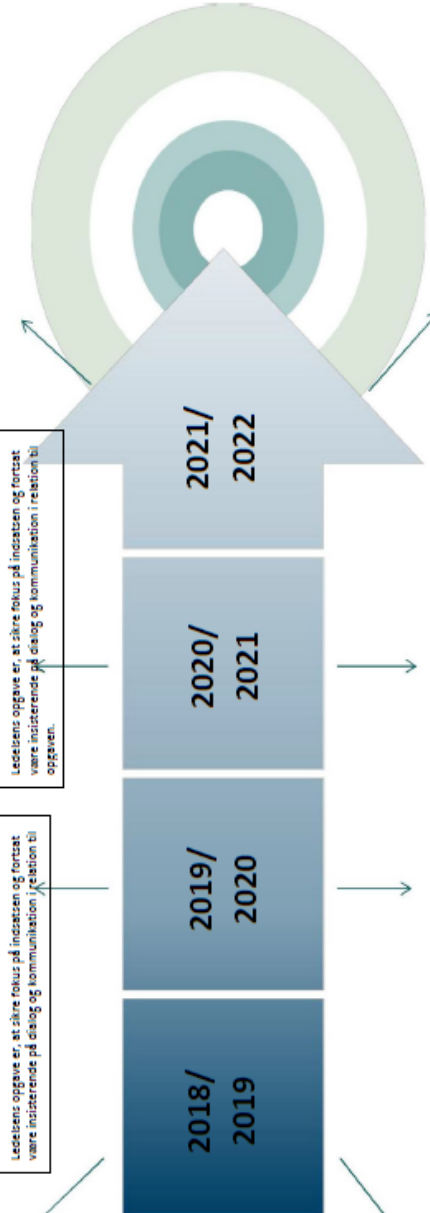 Ledelsens opgave er, at sikre fokus på indsatsen og fortsat
være insisterende på dialog og kommunikation i relation til
Ledelsens opgave er, at sikre fokus på indsatsen og fortsat
være insisterende på dialog og kommunikation i relation til
opgaven.
2018/
2019
2019/
2020
2020/
2021
2021/
2022